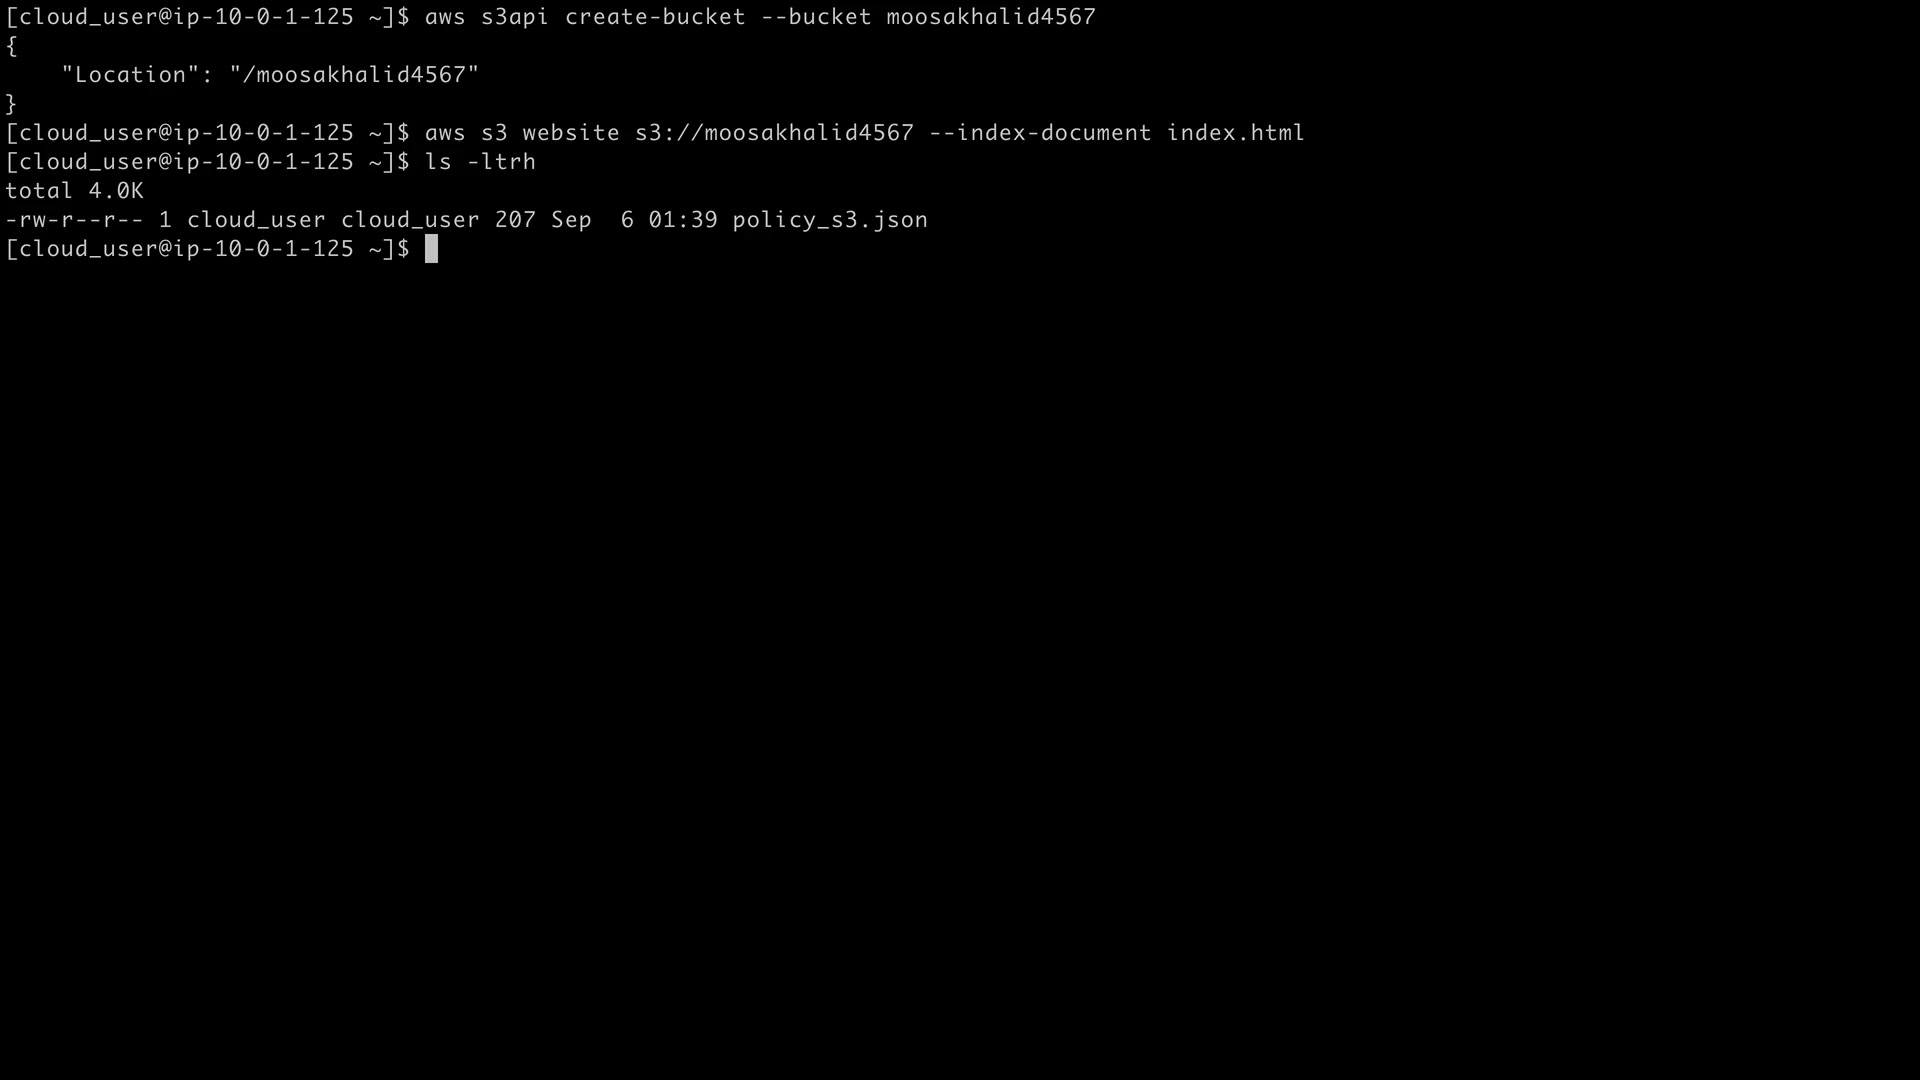 [cloud_user@ip-10-0-1-125 ~]$ aws s3api create-bucket --bucket moosakhalid4567
{
    "Location": "/moosakhalid4567"
}
[cloud_user@ip-10-0-1-125 ~]$ aws s3 website s3://moosakhalid4567 --index-document index.html
[cloud_user@ip-10-0-1-125 ~]$ ls -ltrh
total 4.0K
-rw-r--r-- 1 cloud_user cloud_user 207 Sep  6 01:39 policy_s3.json
[cloud_user@ip-10-0-1-125 ~]$